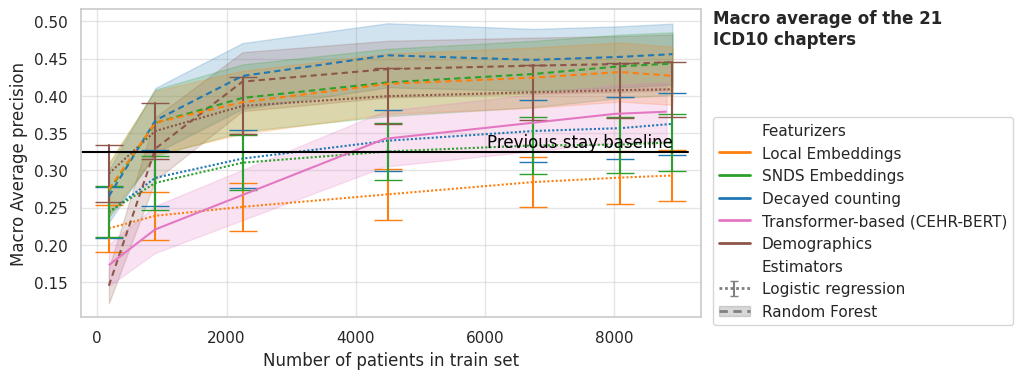 Macro average of the 21
ICD10 chapters
Macro Average precision
0.50
0.45
0.40
0.35
0.30
0.25
0.20
0.15
Previous stay baseline
0
2000
4000
6000
8000
Number of patients in train set
Featurizers
Local Embeddings
SNDS Embeddings
Decayed counting
Transformer-based (CEHR-BERT)
Demographics
Estimators
Logistic regression
Random Forest